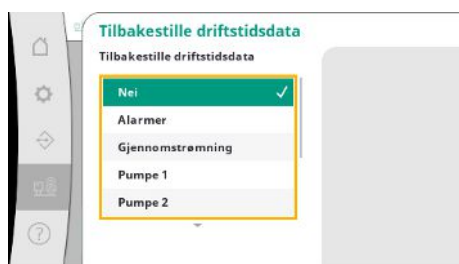 Tilbakestille driftstidsdata
Tilbakestille driftstidsdata
Nei
Alarmer
Gjennomstrømning
Pumpe 1
Pumpe 2